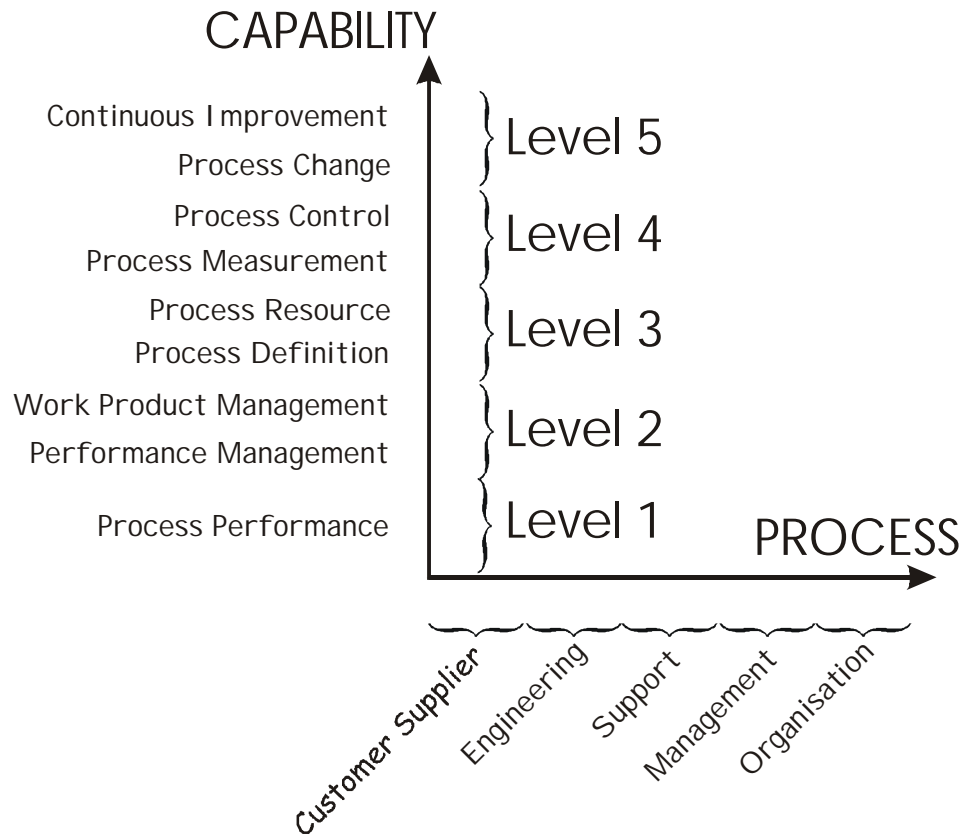 CAPABILITY
Continuous Improvement
Process Change
Level 5
Process Control
Process Measurement
Level 4
Process Resource
Process Definition
Level 3
Work Product Management
Performance Management
Level 2
Process Performance
Level 1
PROCESS
Customer Supplier
Engineering
Support
Management
Organisation